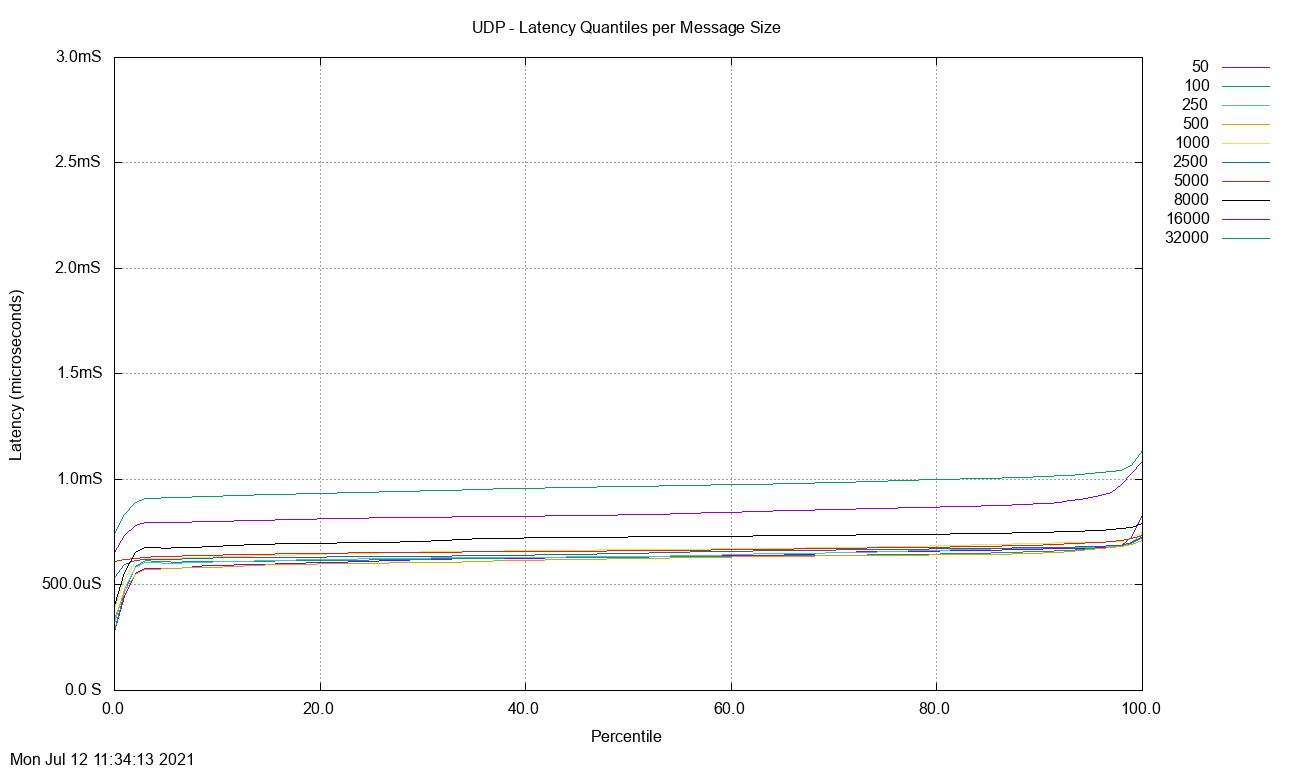 UDP - Latency Quantiles per Message Size
3.0mS
2.5mS
2.0mS
1.5mS
1.0mS
500.0uS
0.0 S
Latency (microseconds)
0.0 20.0 40.0 60.0 80.0 100.0
Percentile
50
100
250
500
1000
2500
5000
8000
16000
32000
Mon Jul 12 11:34:13 2021